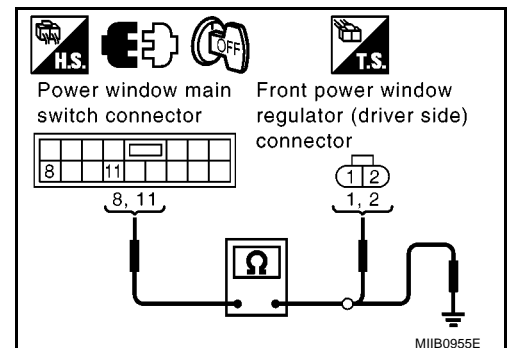 H.S.
OFF
T.S.
Power window main
switch connector
Front power window
regulator (driver side)
connector
8
11
1 2
8, 11
1, 2
Ω
MIIB0955E